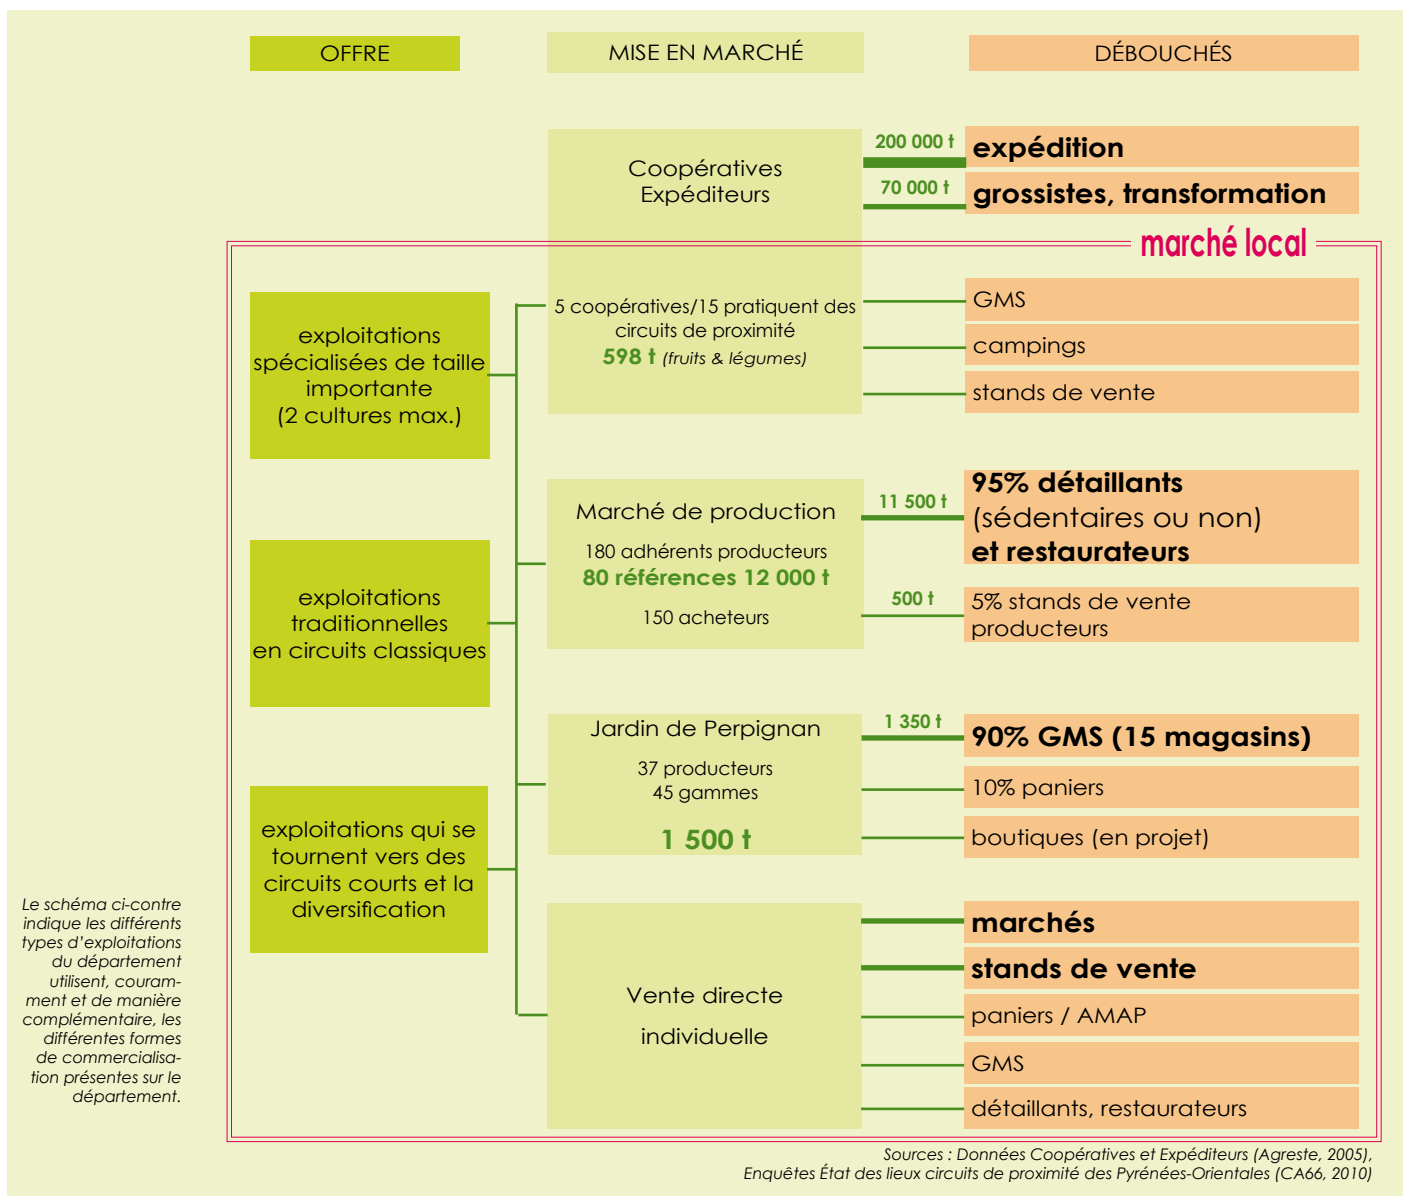 OFFRE
MISE EN MARCHÉ
DÉBOUCHÉS
Coopératives
Expéditeurs
200 000 t
expédition
70 000 t
grossistes, transformation
marché local
exploitations
spécialisées de taille
importante
(2 cultures max.)
5 coopératives/15 pratiquent des
circuits de proximité
598 t (fruits & légumes)
GMS
campings
stands de vente
exploitations
traditionnelles
en circuits classiques
Marché de production
180 adhérents producteurs
80 références 12 000 t
150 acheteurs
11 500 t
95% détaillants
(sédentaires ou non)
et restaurateurs
500 t
5% stands de vente
producteurs
exploitations qui se
tournent vers des
circuits courts et la
diversification
Jardin de Perpignan
37 producteurs
45 gammes
1 500 t
1 350 t
90% GMS (15 magasins)
10% paniers
boutiques (en projet)
Vente directe
individuelle
marchés
stands de vente
paniers / AMAP
GMS
détaillants, restaurateurs
Le schéma ci-contre
indique les différents
types d'exploitations
du département
utilisent, couram-
ment et de manière
complémentaire, les
différentes formes
de commercialisa-
tion présentes sur le
département.
Sources : Données Coopératives et Expéditeurs (Agreste, 2005),
Enquêtes État des lieux circuits de proximité des Pyrénées-Orientales (CA66, 2010)